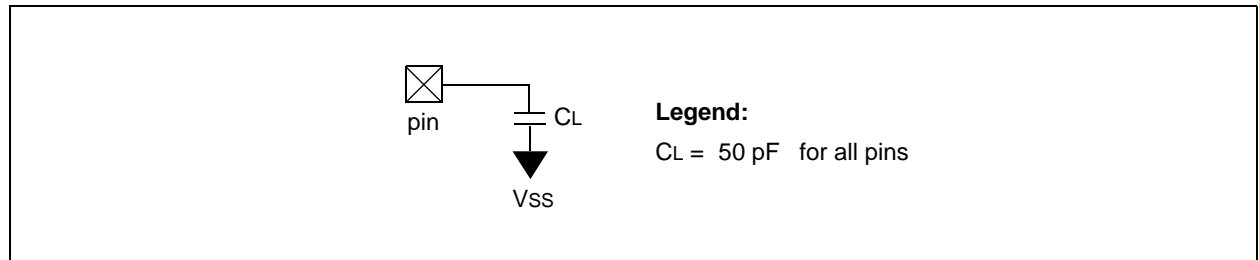 pin
CL
VSS
Legend:
CL = 50 pF for all pins